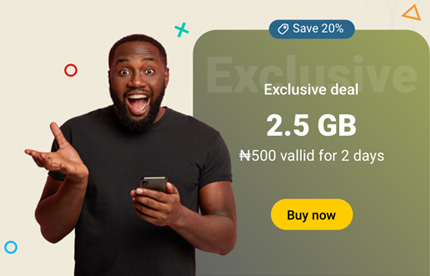 Save 20%
Exclusive
Exclusive deal
2.5 GB
₦500 vallid for 2 days
Buy now